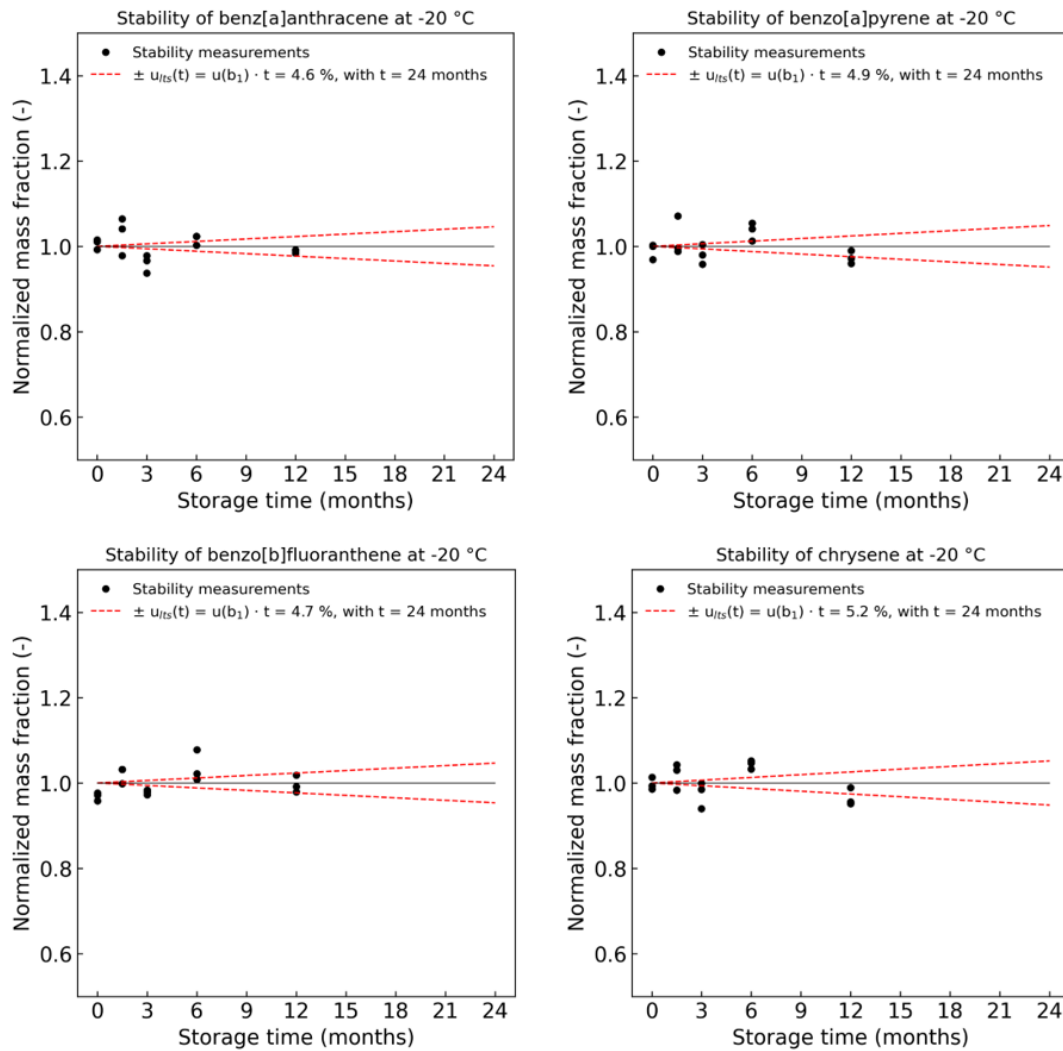 Stability of benz[a]anthracene at -20 °C
Stability measurements
± u_lts(t) = u(b₁) · t = 4.6 %, with t = 24 months
Normalized mass fraction (-)
1.4
1.2
1.0
0.8
0.6
0 3 6 9 12 15 18 21 24
Storage time (months)
Stability of benzo[a]pyrene at -20 °C
Stability measurements
± u_lts(t) = u(b₁) · t = 4.9 %, with t = 24 months
Normalized mass fraction (-)
1.4
1.2
1.0
0.8
0.6
0 3 6 9 12 15 18 21 24
Storage time (months)
Stability of benzo[b]fluoranthene at -20 °C
Stability measurements
± u_lts(t) = u(b₁) · t = 4.7 %, with t = 24 months
Normalized mass fraction (-)
1.4
1.2
1.0
0.8
0.6
0 3 6 9 12 15 18 21 24
Storage time (months)
Stability of chrysene at -20 °C
Stability measurements
± u_lts(t) = u(b₁) · t = 5.2 %, with t = 24 months
Normalized mass fraction (-)
1.4
1.2
1.0
0.8
0.6
0 3 6 9 12 15 18 21 24
Storage time (months)